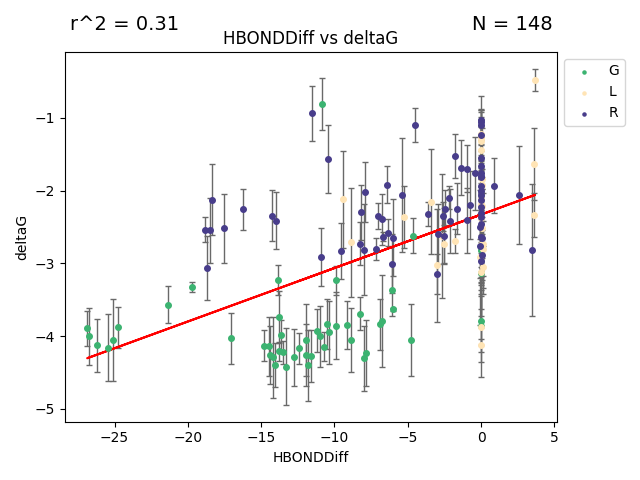 r^2 = 0.31
N = 148
HBONDDiff vs deltaG
G
L
R
−1
−2
−3
−4
−5
deltaG
−25
−20
−15
−10
−5
0
5
HBONDDiff